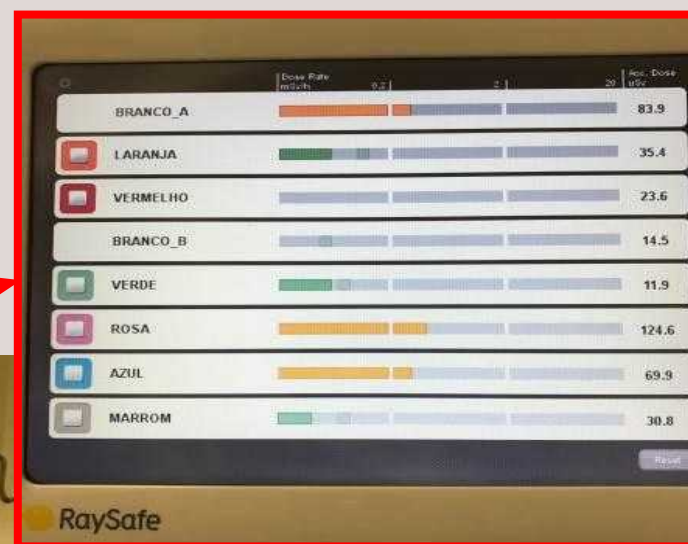 Dose Rate Acc. Dose
mSv/h 0.2 2 20 µSv
BRANCO_A 83.9
LARANJA 35.4
VERMELHO 23.6
BRANCO_B 14.5
VERDE 11.9
ROSA 124.6
AZUL 69.9
MARROM 30.8
Reset
RaySafe